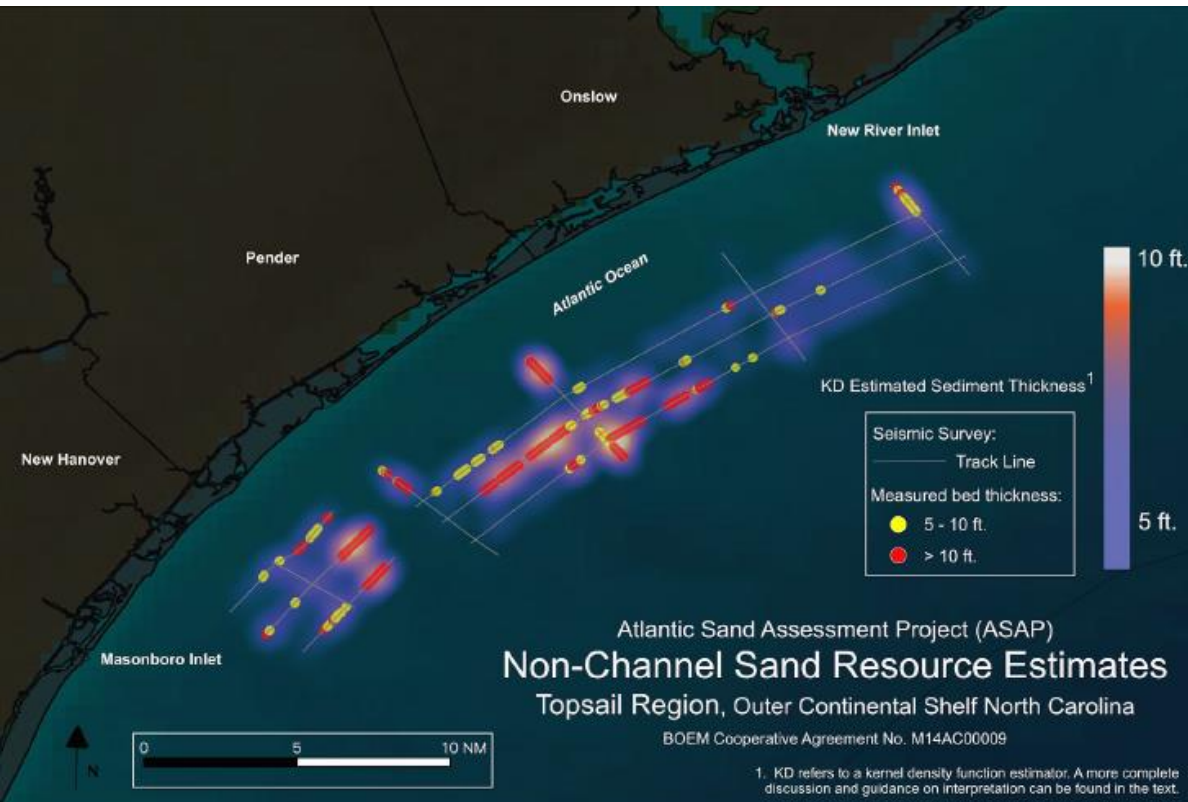 Onslow
New River Inlet
Pender
Atlantic Ocean
10 ft.
KD Estimated Sediment Thickness1
Seismic Survey:
Track Line
Measured bed thickness:
5 - 10 ft.
> 10 ft.
5 ft.
New Hanover
Masonboro Inlet
Atlantic Sand Assessment Project (ASAP)
Non-Channel Sand Resource Estimates
Topsail Region, Outer Continental Shelf North Carolina
BOEM Cooperative Agreement No. M14AC00009
N
0 5 10 NM
1. KD refers to a kernel density function estimator. A more complete
discussion and guidance on interpretation can be found in the text.